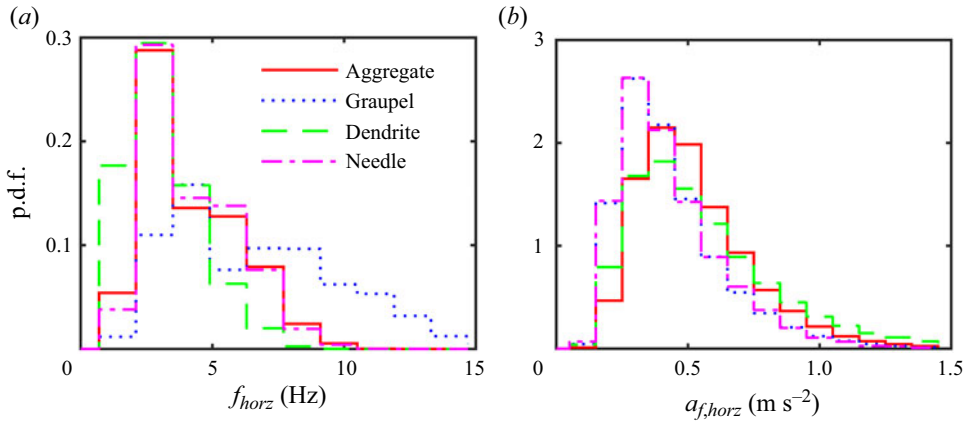 (a)
0.3
0.2
0.1
p.d.f.
0
5
10
15
f_horz (Hz)
Aggregate
Graupel
Dendrite
Needle
(b)
3
2
1
0
0.5
1.0
1.5
a_f,horz (m s⁻²)